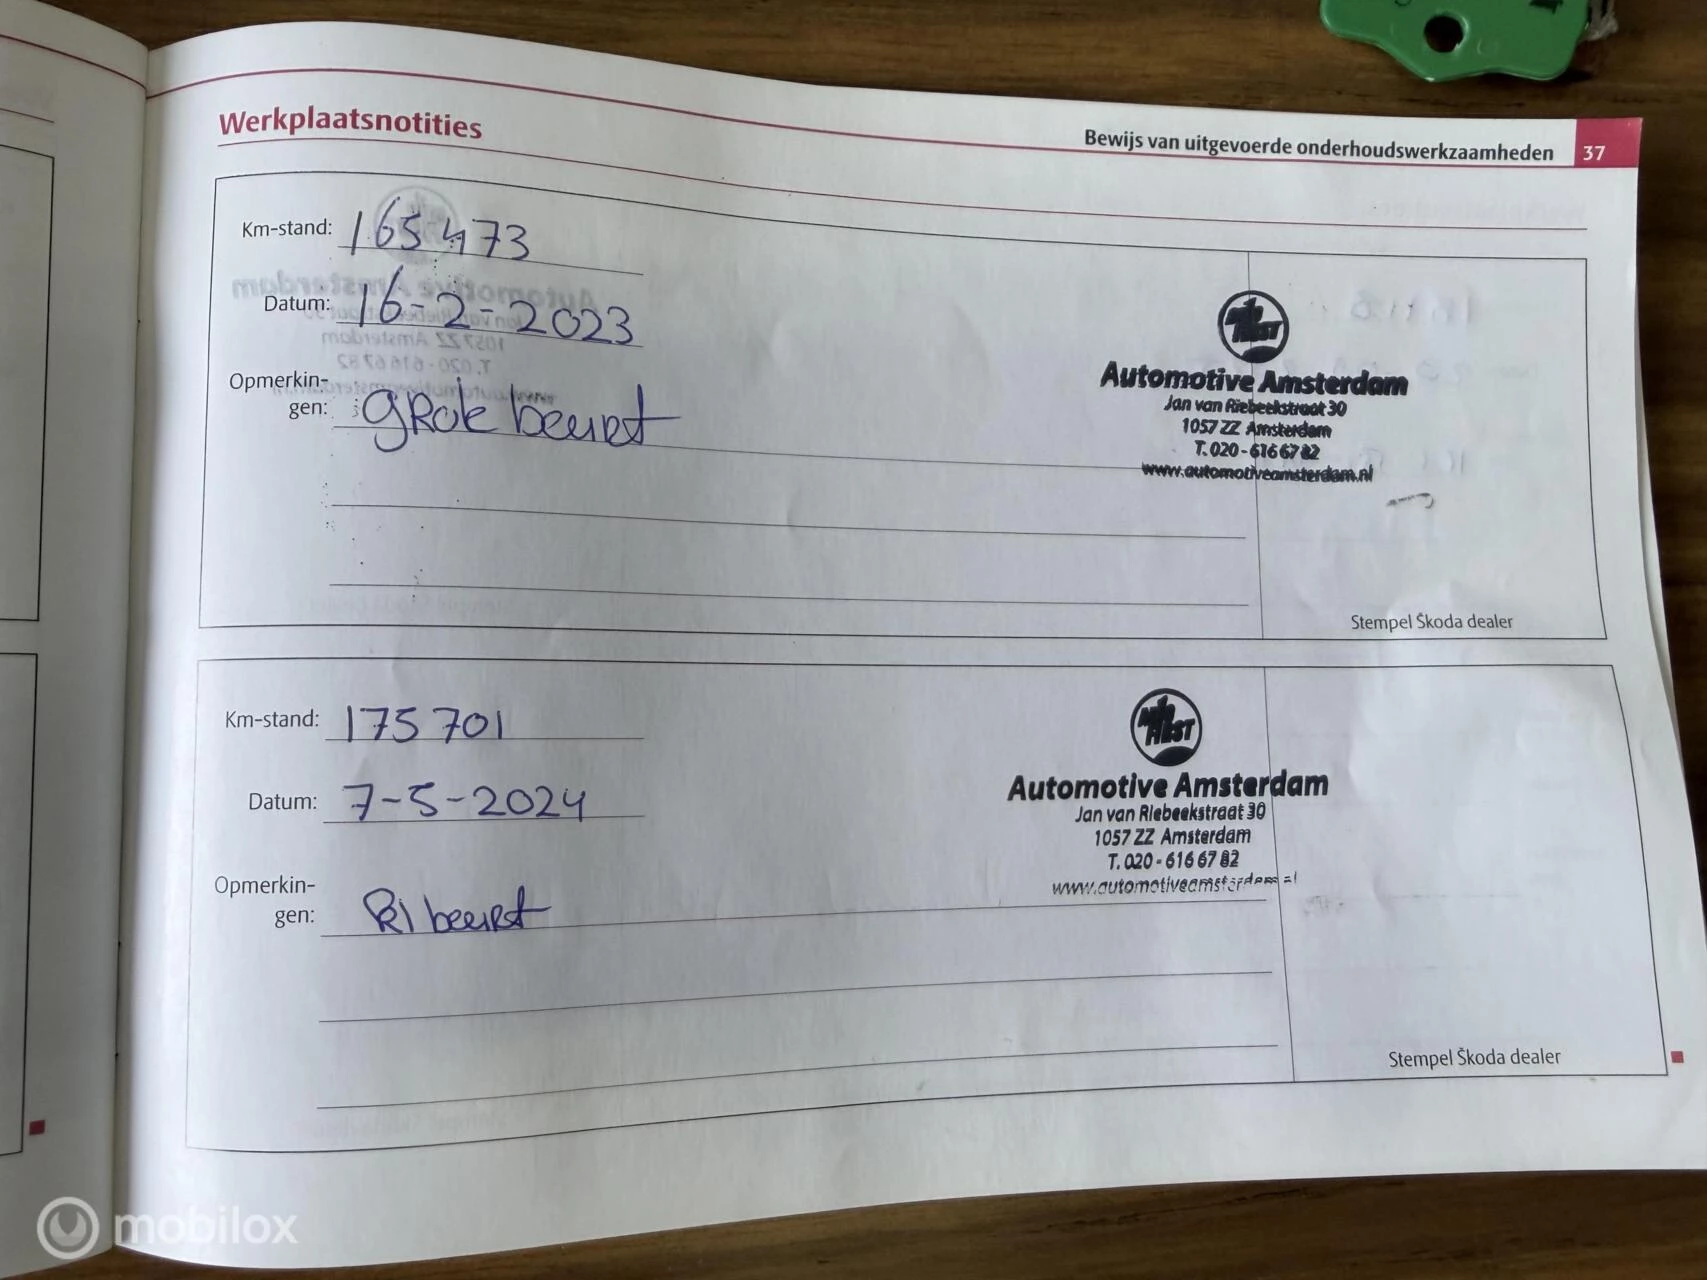 Werkplaatsnotities
Bewijs van uitgevoerde onderhoudswerkzaamheden 37
Km-stand: 165473
Datum: 16-2-2023
Opmerkin-
gen: gRote beurt
Automotive Amsterdam
Jan van Riebeekstraat 30
1057 ZZ Amsterdam
T. 020 - 616 67 82
www.automotiveamsterdam.nl
Stempel Škoda dealer
Km-stand: 175701
Datum: 7-5-2024
Opmerkin-
gen: Kl beurt
Automotive Amsterdam
Jan van Riebeekstraat 30
1057 ZZ Amsterdam
T. 020 - 616 67 82
www.automotiveamsterdam.nl
Stempel Škoda dealer
mobilox